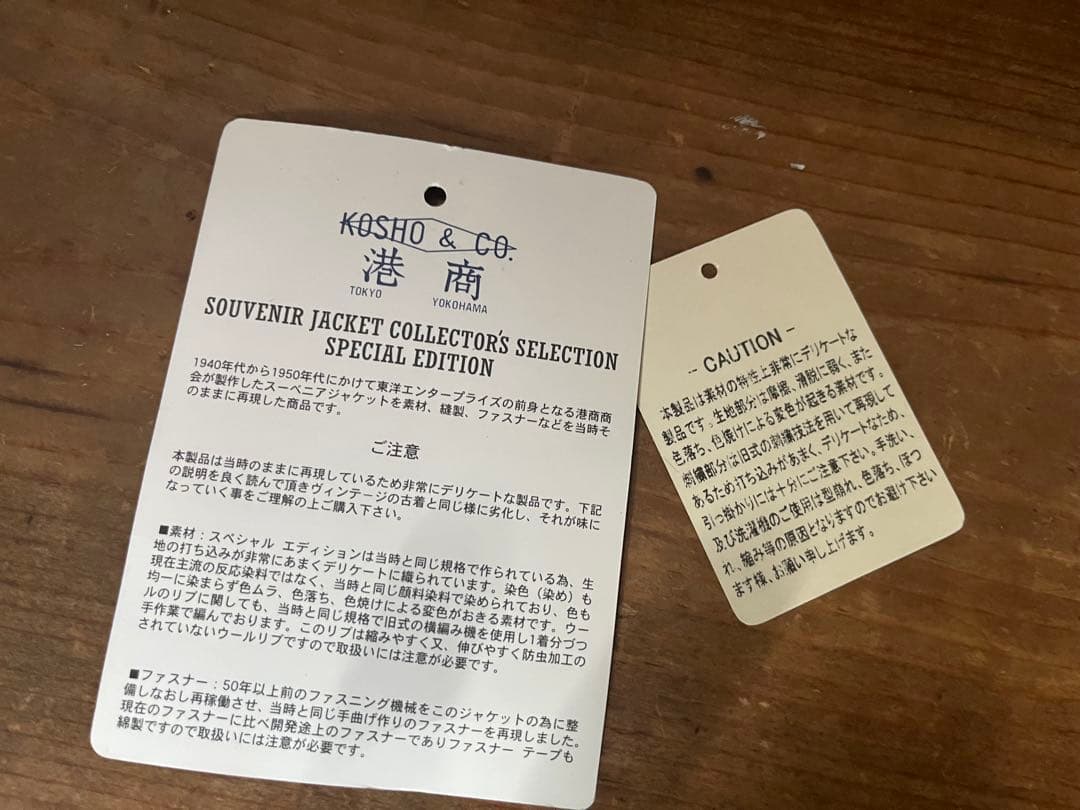 KOSHO & CO.
港 商
TOKYO YOKOHAMA
SOUVENIR JACKET COLLECTOR'S SELECTION
SPECIAL EDITION
1940年代から1950年代にかけて東洋エンタープライズの前身となる港商商
会が製作したスーベニアジャケットを素材、縫製、ファスナーなどを当時そ
のままに再現した商品です。
ご注意
本製品は当時のままに再現しているため非常にデリケートな製品です。下記
の説明を良く読んで頂きヴィンテージの古着と同じ様に劣化し、それが味に
なっていく事をご理解の上ご購入下さい。
■素材：スペシャル エディションは当時と同じ規格で作られている為、生
地の打ち込みが非常にあまくデリケートに織られています。染色（染め）も
現在主流の反応染料ではなく、当時と同じ顔料染料で染められており、色も
均一に染まらず色ムラ、色落ち、色焼けによる変色がおきる素材です。ウー
ルのリブに関しても、当時と同じ規格で旧式の横編み機を使用し1着分づつ
手作業で編んでおります。このリブは縮みやすく又、伸びやすく防虫加工の
されていないウールリブですので取扱いには注意が必要です。
■ファスナー：50年以上前のファスニング機械をこのジャケットの為に整
備しなおし再稼働させ、当時と同じ手曲げ作りのファスナーを再現しました。
現在のファスナーに比べ開発途上のファスナーでありファスナー テープも
綿製ですので取扱いには注意が必要です。
- CAUTION -
本製品は素材の特性上非常にデリケートな
製品です。生地部分は摩擦、滑脱に弱く、また
色落ち、色焼けによる変色が起きる素材です。
刺繍部分は旧式の刺繍技法を用いて再現して
あるため打ち込みがあまく、デリケートなため、
引っ掛かりには十分にご注意下さい。手洗い、
及び洗濯機のご使用は型崩れ、色落ち、ほつ
れ、縮み等の原因となりますのでお避け下さい
ます様、お願い申し上げます。